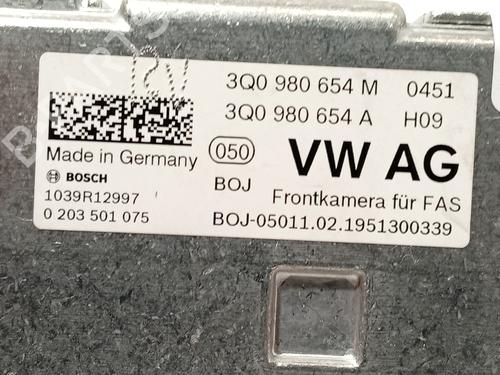 12V
3Q0 980 654 M 0451
3Q0 980 654 A H09
Made in Germany 050 VW AG
BOSCH BOJ Frontkamera für FAS
1039R12997
0 203 501 075 BOJ-05011.02.1951300339